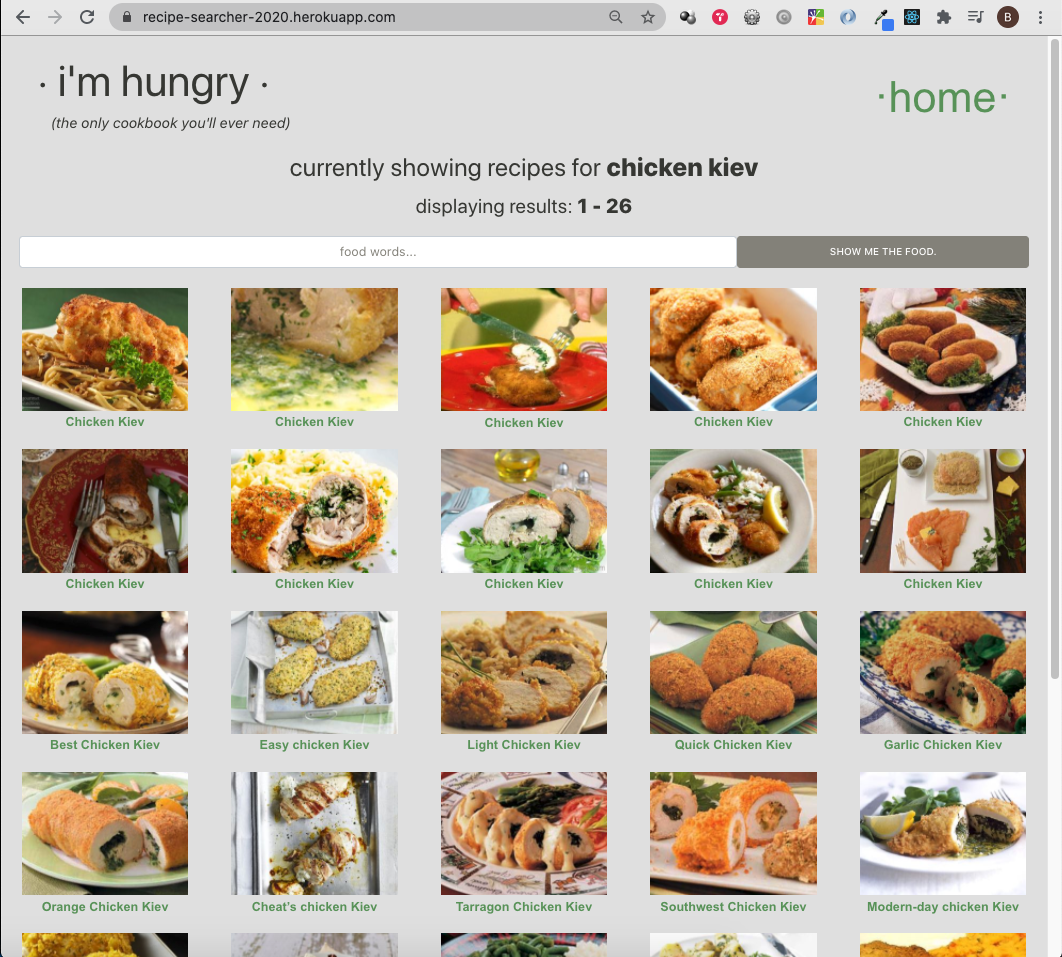 recipe-searcher-2020.herokuapp.com
B
· i'm hungry ·
·home·
(the only cookbook you'll ever need)
currently showing recipes for chicken kiev
displaying results: 1 - 26
food words...
SHOW ME THE FOOD.
Chicken Kiev
Chicken Kiev
Chicken Kiev
Chicken Kiev
Chicken Kiev
Chicken Kiev
Chicken Kiev
Chicken Kiev
Chicken Kiev
Chicken Kiev
Best Chicken Kiev
Easy chicken Kiev
Light Chicken Kiev
Quick Chicken Kiev
Garlic Chicken Kiev
Orange Chicken Kiev
Cheat's chicken Kiev
Tarragon Chicken Kiev
Southwest Chicken Kiev
Modern-day chicken Kiev